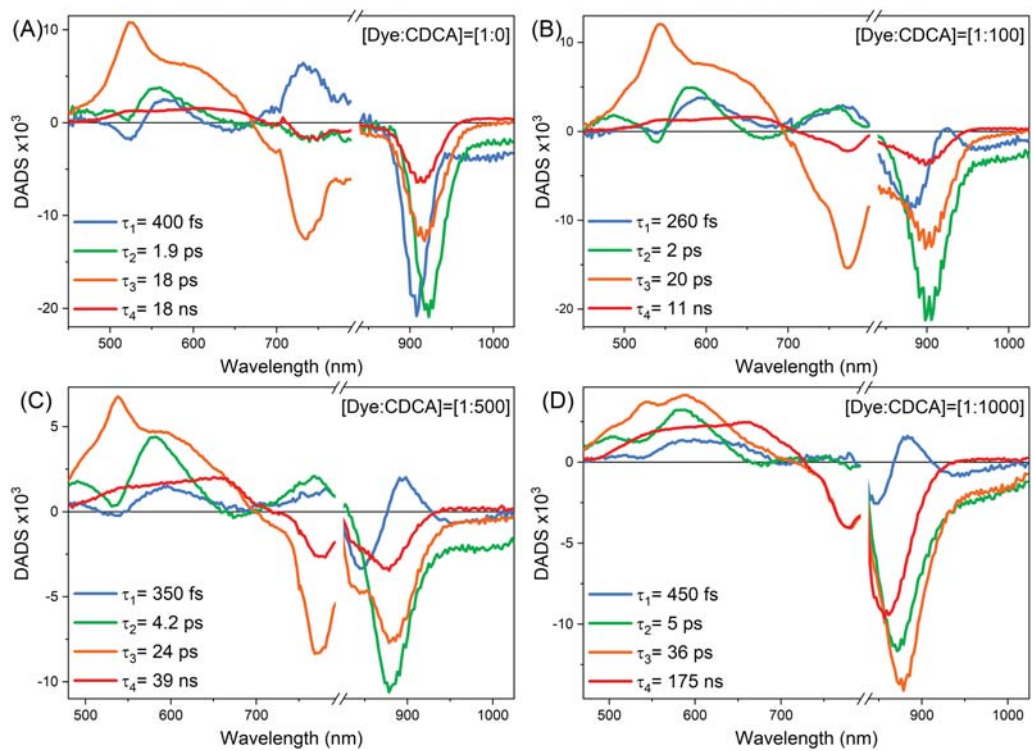 (A)
[Dye:CDCA]=[1:0]
10
0
-10
-20
DADS x10³
τ₁= 400 fs
τ₂= 1.9 ps
τ₃= 18 ps
τ₄= 18 ns
500 600 700 900 1000
Wavelength (nm)
(B)
[Dye:CDCA]=[1:100]
10
0
-10
-20
DADS x10³
τ₁= 260 fs
τ₂= 2 ps
τ₃= 20 ps
τ₄= 11 ns
500 600 700 900 1000
Wavelength (nm)
(C)
[Dye:CDCA]=[1:500]
5
0
-5
-10
DADS x10³
τ₁= 350 fs
τ₂= 4.2 ps
τ₃= 24 ps
τ₄= 39 ns
500 600 700 900 1000
Wavelength (nm)
(D)
[Dye:CDCA]=[1:1000]
0
-5
-10
DADS x10³
τ₁= 450 fs
τ₂= 5 ps
τ₃= 36 ps
τ₄= 175 ns
500 600 700 900 1000
Wavelength (nm)